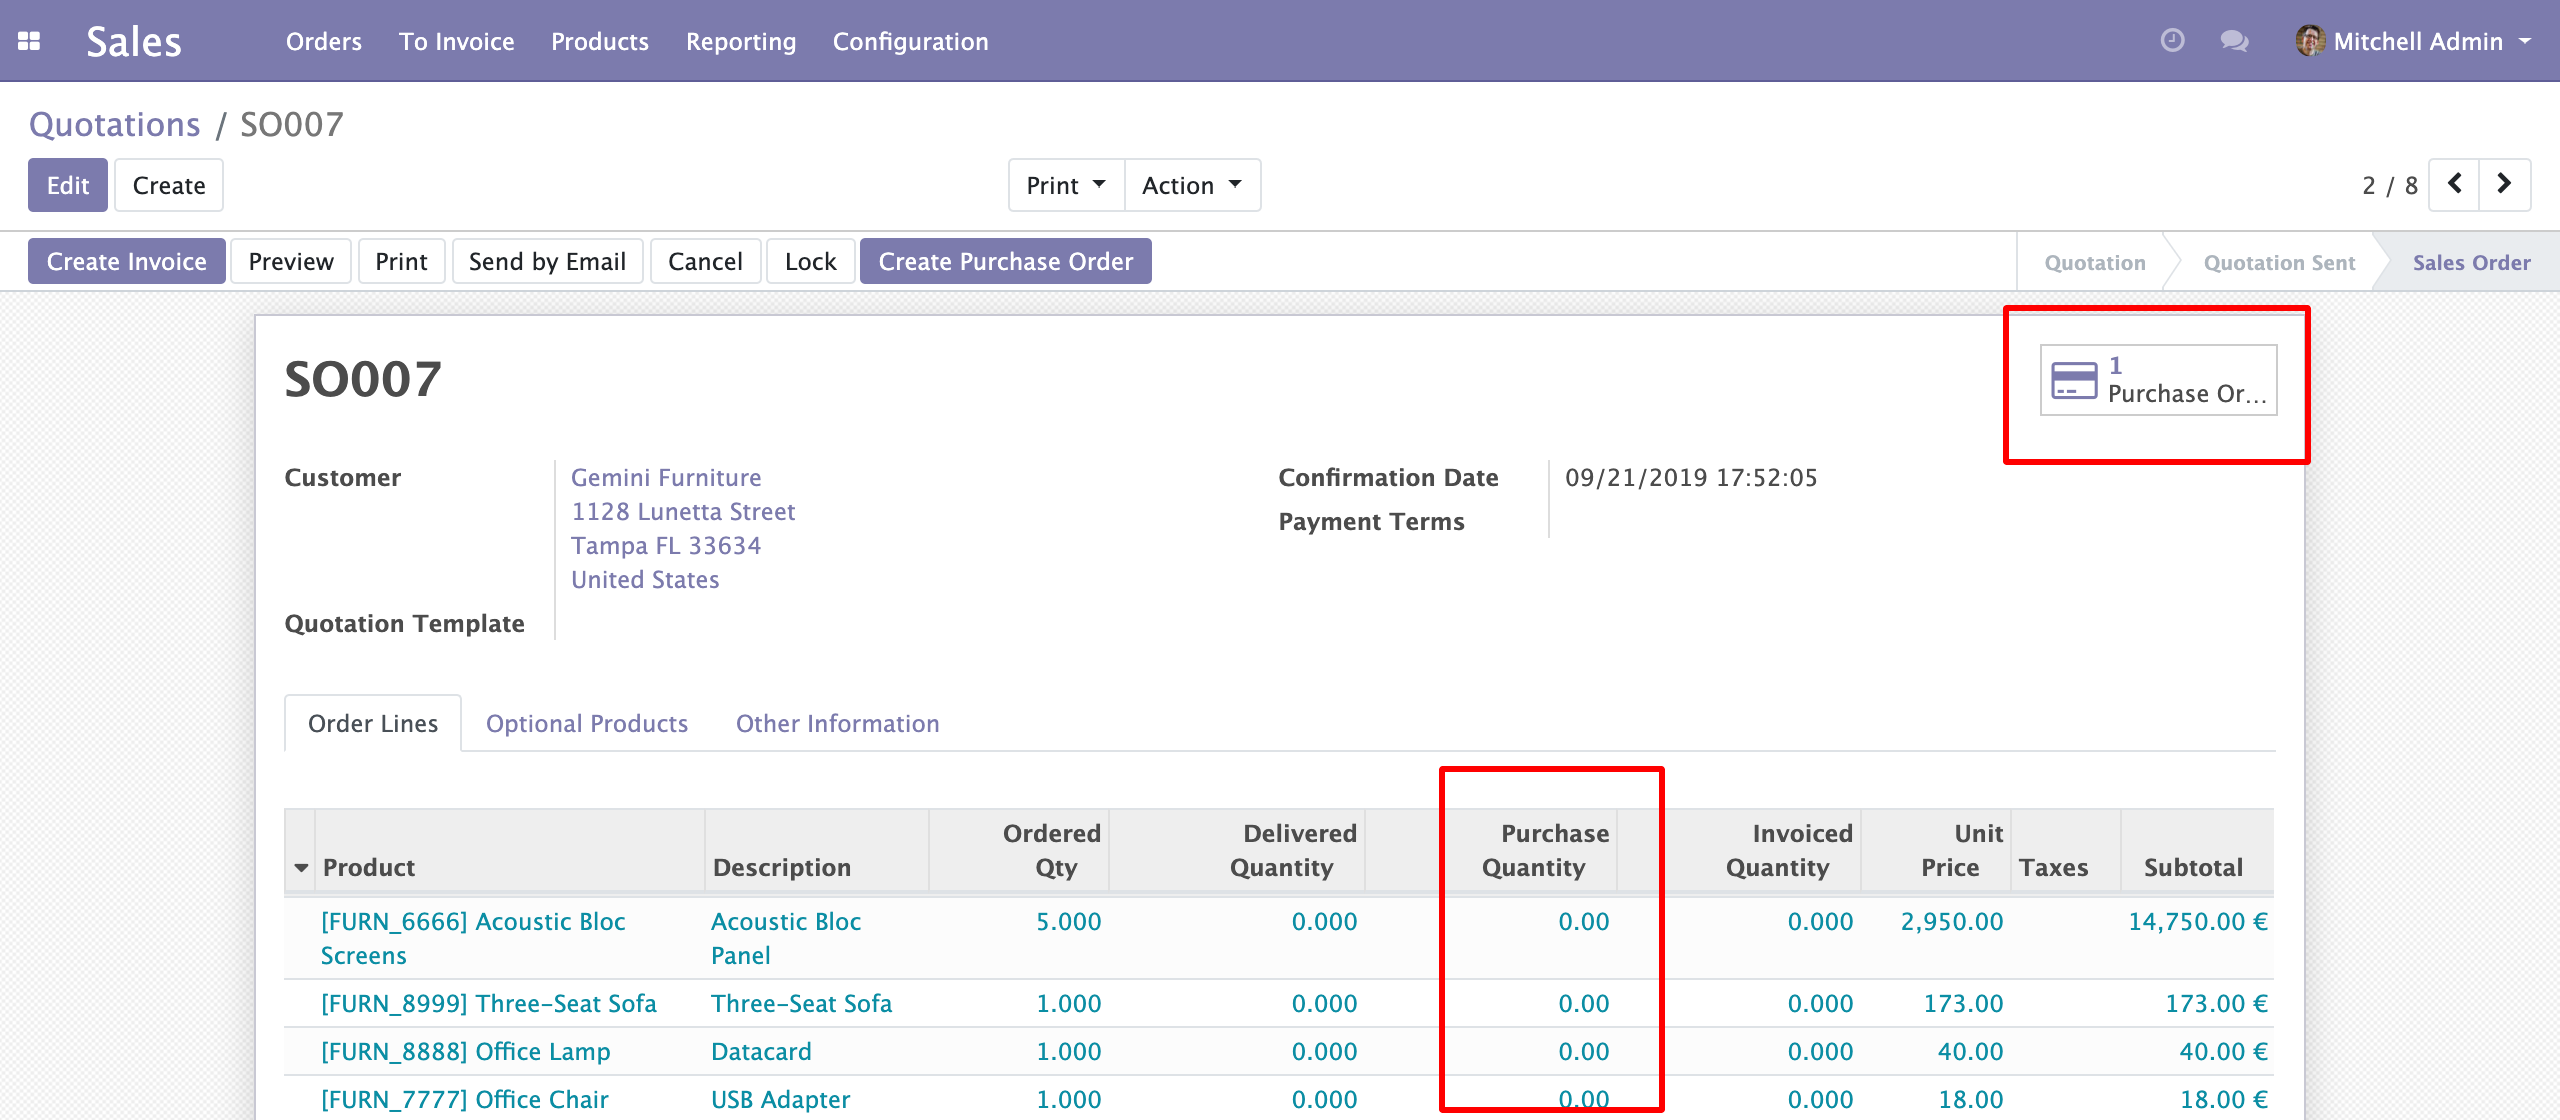 Sales Orders To Invoice Products Reporting Configuration Mitchell Admin
Quotations / SO007
Edit Create Print Action 2 / 8
Create Invoice Preview Print Send by Email Cancel Lock Create Purchase Order Quotation Quotation Sent Sales Order
1
Purchase Or...
SO007
Customer Gemini Furniture
1128 Lunetta Street
Tampa FL 33634
United States
Quotation Template
Confirmation Date 09/21/2019 17:52:05
Payment Terms
Order Lines Optional Products Other Information
Product Description Ordered Qty Delivered Quantity Purchase Quantity Invoiced Quantity Unit Price Taxes Subtotal
[FURN_6666] Acoustic Bloc Screens Acoustic Bloc Panel 5.000 0.000 0.00 0.000 2,950.00 14,750.00 €
[FURN_8999] Three-Seat Sofa Three-Seat Sofa 1.000 0.000 0.00 0.000 173.00 173.00 €
[FURN_8888] Office Lamp Datacard 1.000 0.000 0.00 0.000 40.00 40.00 €
[FURN_7777] Office Chair USB Adapter 1.000 0.000 0.00 0.000 18.00 18.00 €